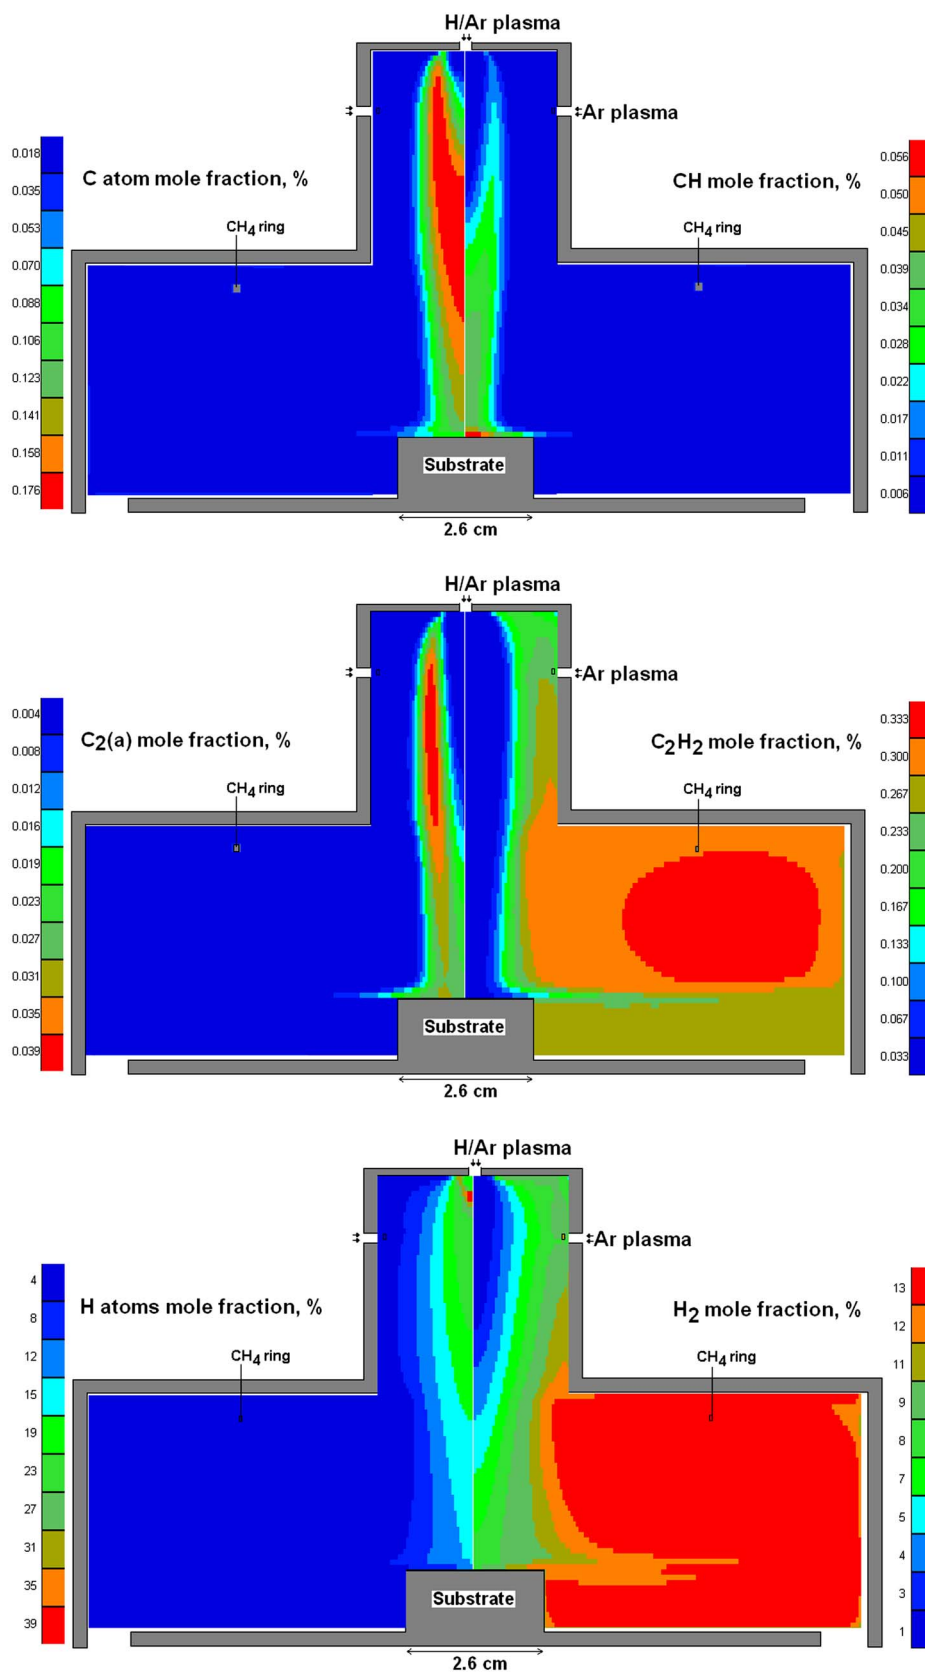 H/Ar plasma
Ar plasma
C atom mole fraction, %
CH mole fraction, %
CH4 ring
CH4 ring
0.018
0.035
0.053
0.070
0.088
0.106
0.123
0.141
0.158
0.176
0.056
0.050
0.045
0.039
0.034
0.028
0.022
0.017
0.011
0.006
Substrate
2.6 cm
H/Ar plasma
Ar plasma
C2(a) mole fraction, %
C2H2 mole fraction, %
CH4 ring
CH4 ring
0.004
0.008
0.012
0.016
0.019
0.023
0.027
0.031
0.035
0.039
0.333
0.300
0.267
0.233
0.200
0.167
0.133
0.100
0.067
0.033
Substrate
2.6 cm
H/Ar plasma
Ar plasma
H atoms mole fraction, %
H2 mole fraction, %
CH4 ring
CH4 ring
4
8
12
15
19
23
27
31
35
39
13
12
11
9
8
7
5
4
3
1
Substrate
2.6 cm